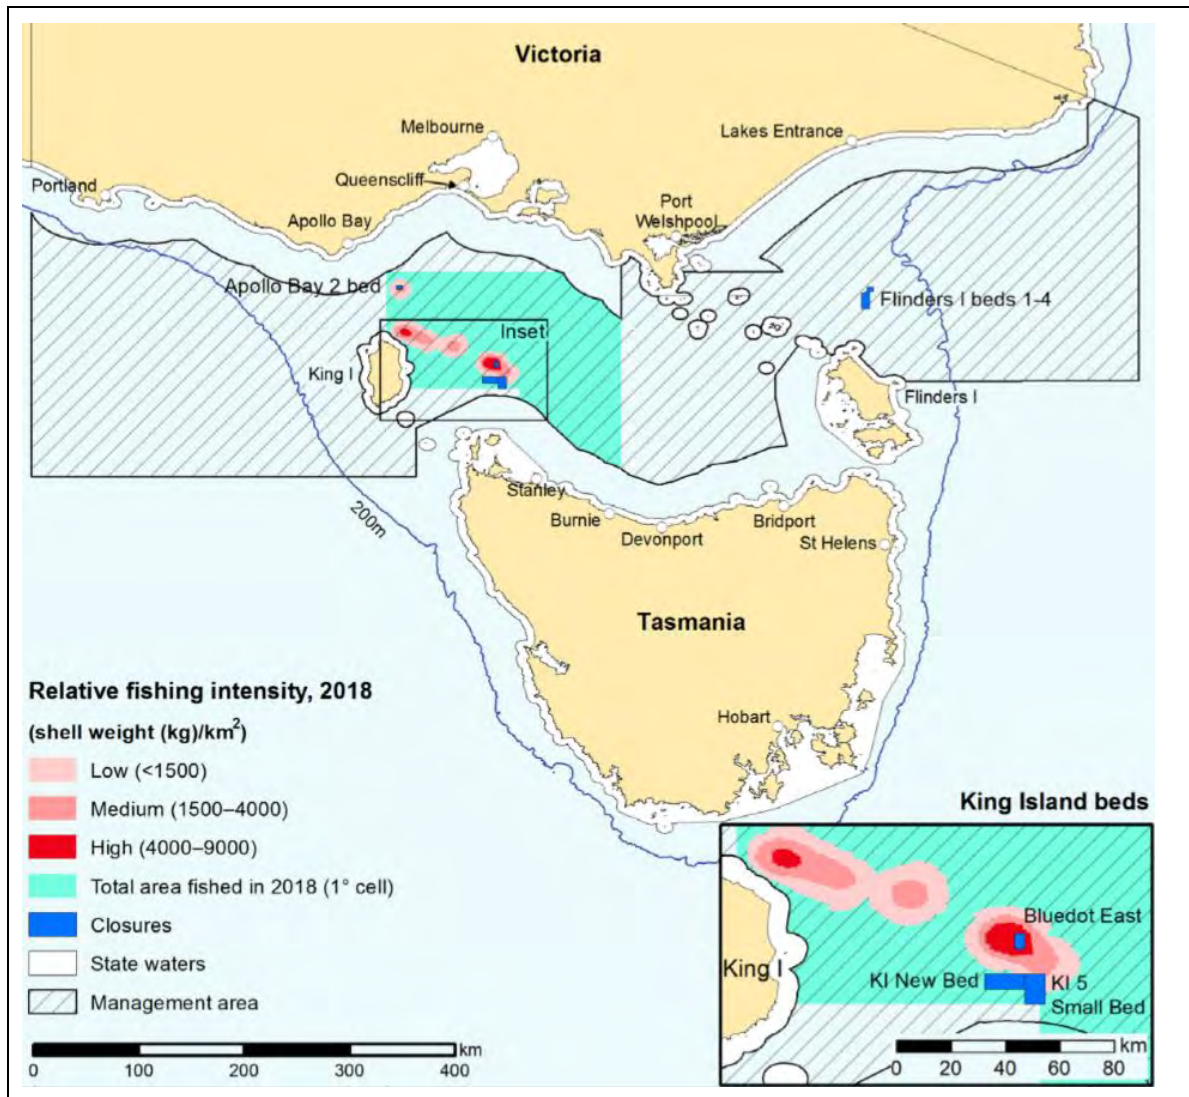 Victoria
Melbourne
Lakes Entrance
Queenscliff
Portland
Port
Welshpool
Apollo Bay
Apollo Bay 2 bed
Flinders I beds 1-4
Inset
King I
Flinders I
Stanley
200m
Burnie
Bridport
Devonport
St Helens
Tasmania
Relative fishing intensity, 2018
(shell weight (kg)/km²)
Low (<1500)
Medium (1500–4000)
High (4000–9000)
Total area fished in 2018 (1° cell)
Closures
State waters
Management area
km
0 100 200 300 400
Hobart
King Island beds
Bluedot East
King I
KI New Bed
KI 5
Small Bed
km
0 20 40 60 80